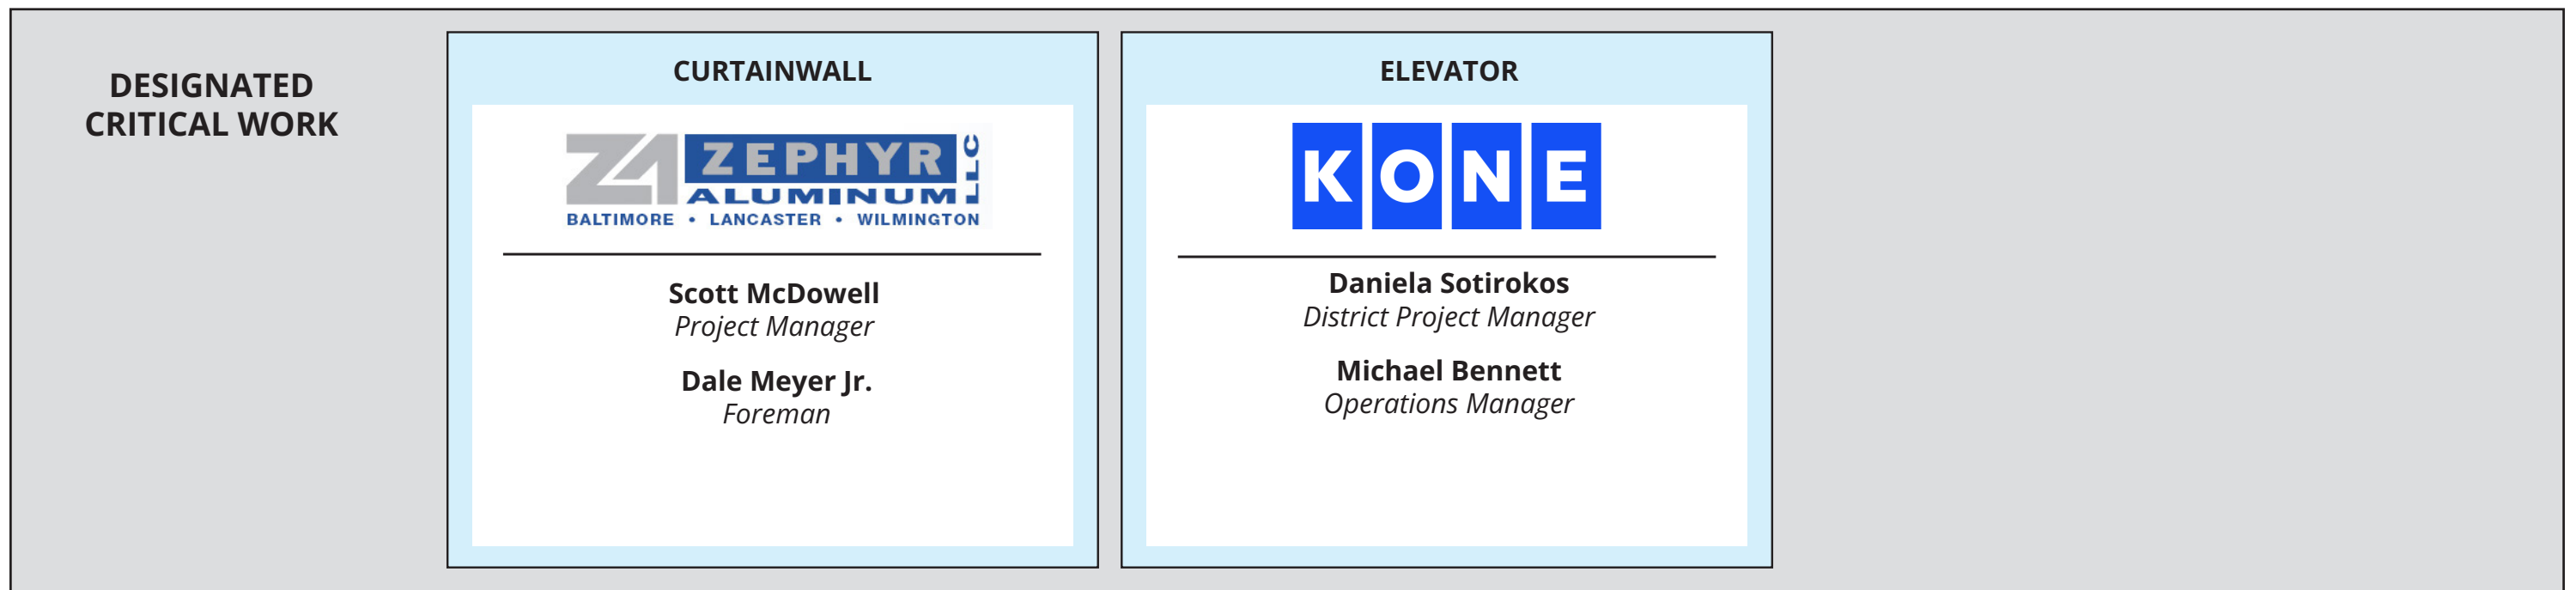 DESIGNATED
CRITICAL WORK
CURTAINWALL
ZA ZEPHYR
ALUMINUM LLC
BALTIMORE • LANCASTER • WILMINGTON
Scott McDowell
Project Manager
Dale Meyer Jr.
Foreman
ELEVATOR
KONE
Daniela Sotirokos
District Project Manager
Michael Bennett
Operations Manager